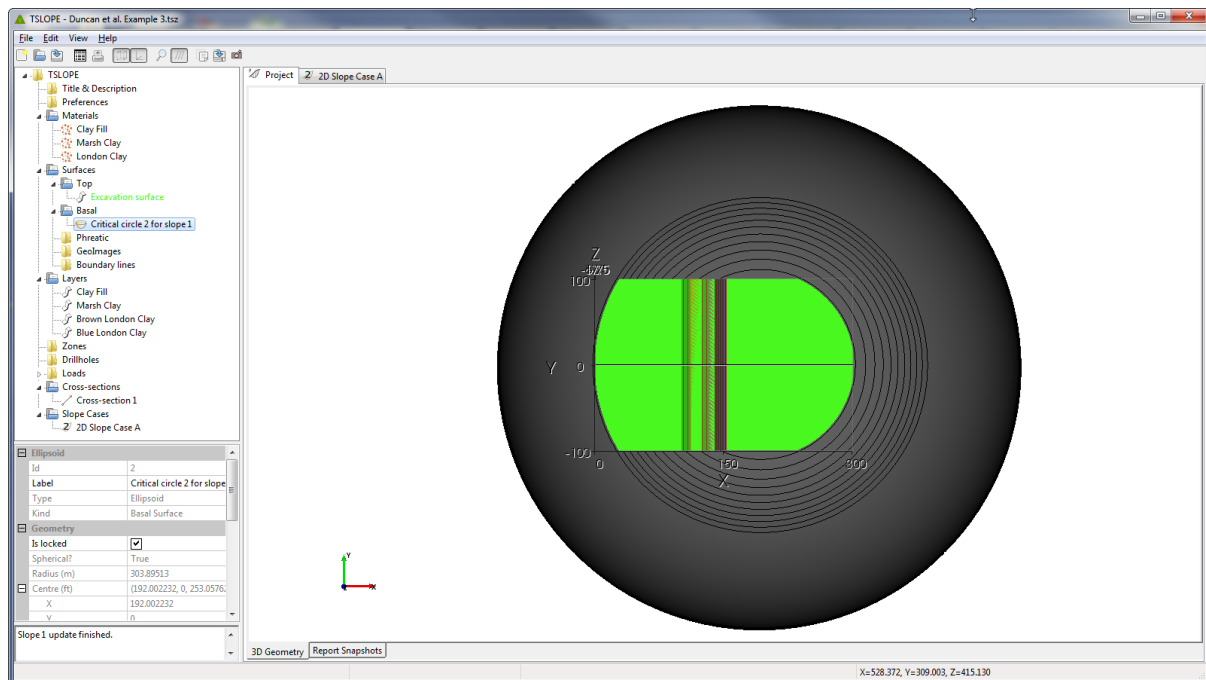 TSLOPE - Duncan et al. Example 3.tsz
File Edit View Help
TSLOPE
Title & Description
Preferences
Materials
Clay Fill
Marsh Clay
London Clay
Surfaces
Top
Excavation surface
Basal
Critical circle 2 for slope 1
Phreatic
GeoImages
Boundary lines
Layers
Clay Fill
Marsh Clay
Brown London Clay
Blue London Clay
Zones
Drillholes
Loads
Cross-sections
Cross-section 1
Slope Cases
2D Slope Case A
Ellipsoid
Id 2
Label Critical circle 2 for slope
Type Ellipsoid
Kind Basal Surface
Geometry
Is locked
Spherical? True
Radius (m) 303.89513
Centre (ft) (192.002232, 0, 253.0576
X 192.002232
Y 0
Slope 1 update finished.
Project 2D Slope Case A
Z
100
Y 0
-100
0 150 300
X
Y
X
3D Geometry Report Snapshots
X=528.372, Y=309.003, Z=415.130